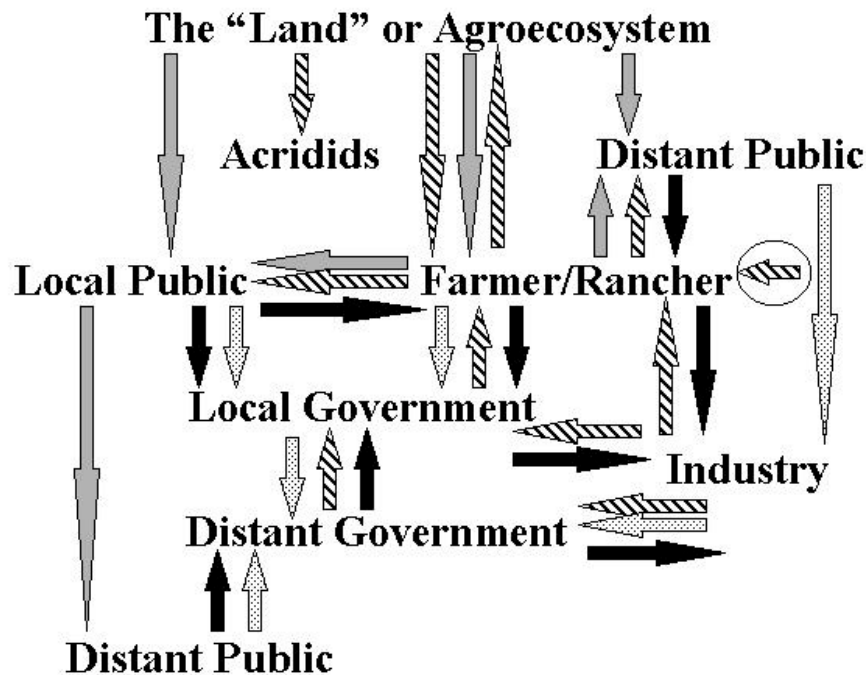 The “Land” or Agroecosystem
Acridids
Distant Public
Local Public
Farmer/Rancher
Local Government
Industry
Distant Government
Distant Public